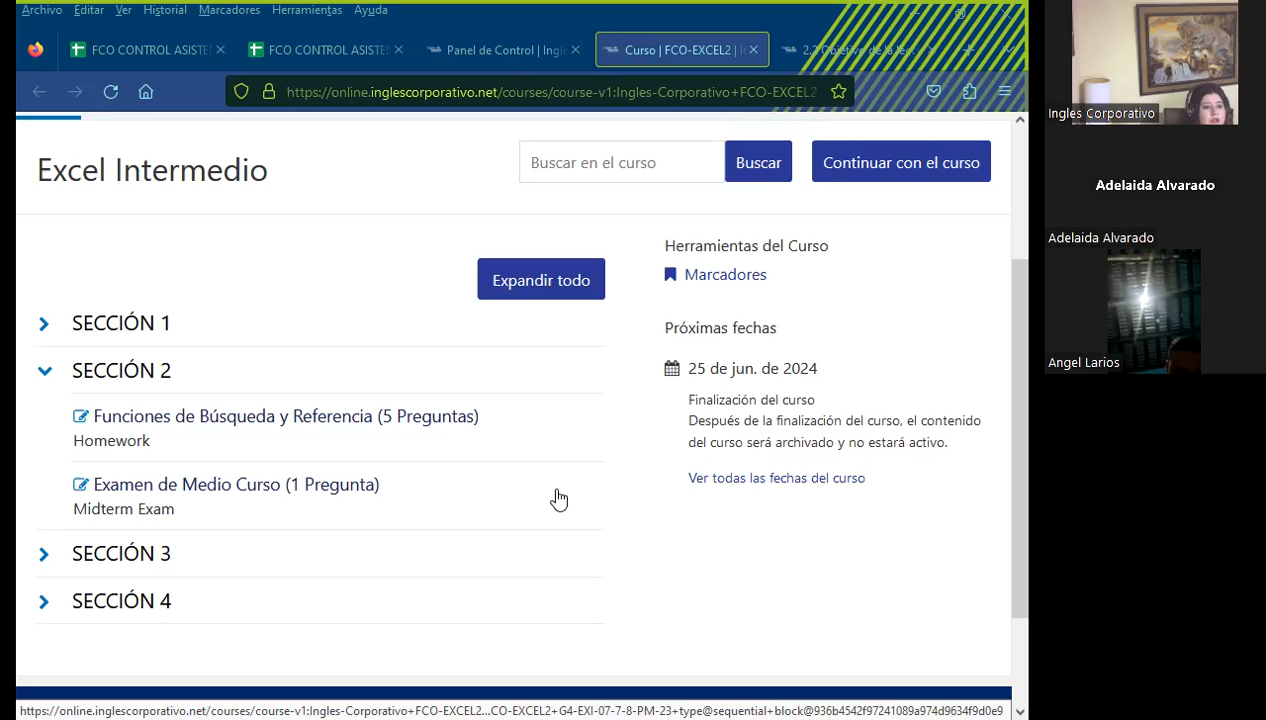 Archivo Editar Ver Historial Marcadores Herramientas Ayuda
FCO CONTROL ASISTE
FCO CONTROL ASISTE
Panel de Control | Ingl
Curso | FCO-EXCEL2 | I
2.2 Objetivo de la lec
https://online.inglescorporativo.net/courses/course-v1:Ingles-Corporativo+FCO-EXCEL2
Excel Intermedio
Buscar en el curso
Buscar
Continuar con el curso
Expandir todo
SECCIÓN 1
SECCIÓN 2
Funciones de Búsqueda y Referencia (5 Preguntas)
Homework
Examen de Medio Curso (1 Pregunta)
Midterm Exam
SECCIÓN 3
SECCIÓN 4
Herramientas del Curso
Marcadores
Próximas fechas
25 de jun. de 2024
Finalización del curso
Después de la finalización del curso, el contenido
del curso será archivado y no estará activo.
Ver todas las fechas del curso
https://online.inglescorporativo.net/courses/course-v1:Ingles-Corporativo+FCO-EXCEL2...CO-EXCEL2+G4-EXI-07-7-8-PM-23+type@sequential+block@936b4542f97241089a974d9634f9d0e9
Ingles Corporativo
Adelaida Alvarado
Adelaida Alvarado
Angel Larios